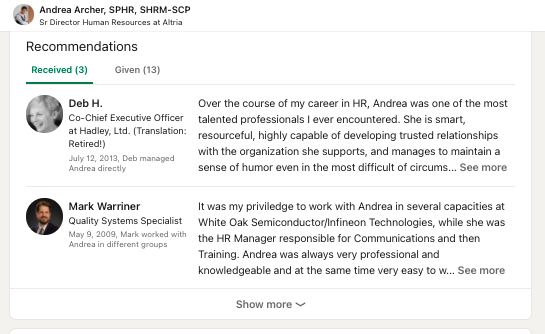 Andrea Archer, SPHR, SHRM-SCP
Sr Director Human Resources at Altria
Recommendations
Received (3)
Given (13)
Deb H.
Co-Chief Executive Officer
at Hadley, Ltd. (Translation:
Retired!)
July 12, 2013, Deb managed
Andrea directly
Over the course of my career in HR, Andrea was one of the most
talented professionals I ever encountered. She is smart,
resourceful, highly capable of developing trusted relationships
with the organization she supports, and manages to maintain a
sense of humor even in the most difficult of circums... See more
Mark Warriner
Quality Systems Specialist
May 9, 2009, Mark worked with
Andrea in different groups
It was my priviledge to work with Andrea in several capacities at
White Oak Semiconductor/Infineon Technologies, while she was
the HR Manager responsible for Communications and then
Training. Andrea was always very professional and
knowledgeable and at the same time very easy to w... See more
Show more